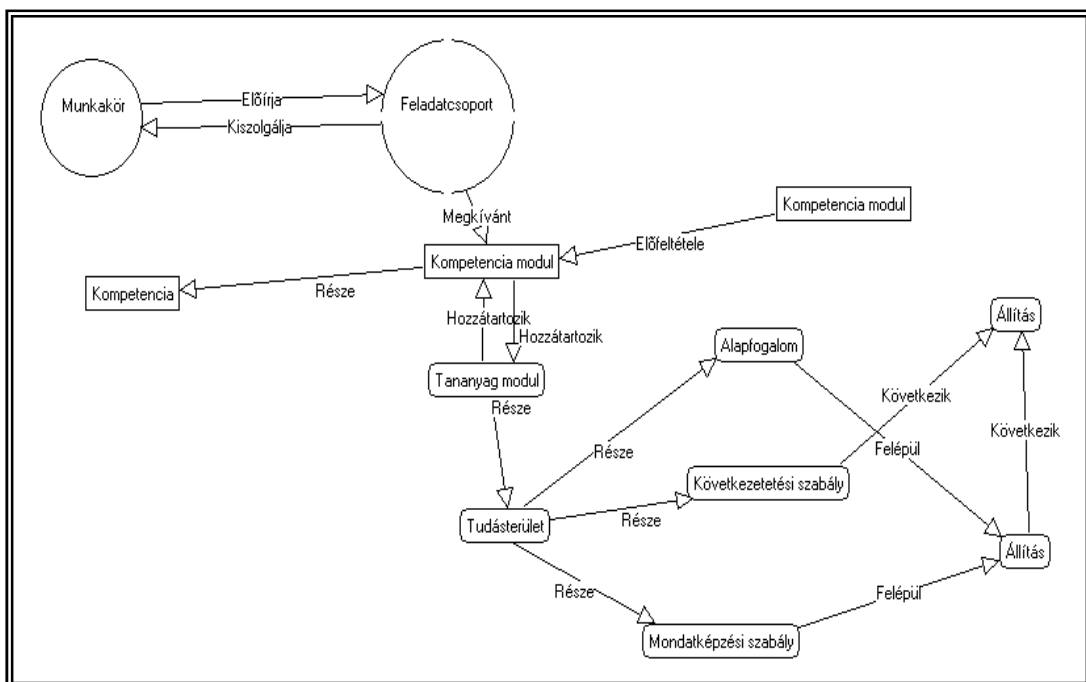 Munkakör
Előírja
Feladatcsoport
Kiszolgálja
Megkívánt
Kompetencia modul
Előfeltétele
Kompetencia modul
Kompetencia
Része
Hozzátartozik
Hozzátartozik
Állítás
Alapfogalom
Tananyag modul
Része
Következik
Következik
Része
Felépül
Következetetési szabály
Tudásterület
Része
Állítás
Része
Felépül
Mondatképzési szabály